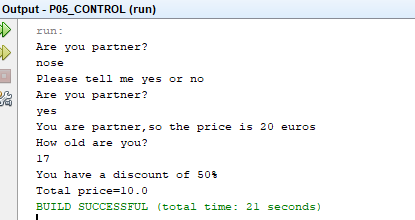 Output - P05_CONTROL (run)
run:
Are you partner?
nose
Please tell me yes or no
Are you partner?
yes
You are partner,so the price is 20 euros
How old are you?
17
You have a discount of 50%
Total price=10.0
BUILD SUCCESSFUL (total time: 21 seconds)